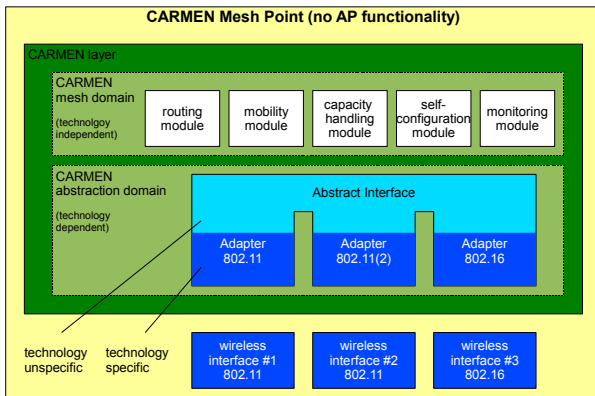 CARMEN Mesh Point (no AP functionality)
CARMEN layer
CARMEN
mesh domain
(technolgoy
independent)
routing
module
mobility
module
capacity
handling
module
self-
configuration
module
monitoring
module
CARMEN
abstraction domain
(technology
dependent)
Abstract Interface
Adapter
802.11
Adapter
802.11(2)
Adapter
802.16
technology
unspecific
technology
specific
wireless
interface #1
802.11
wireless
interface #2
802.11
wireless
interface #3
802.16